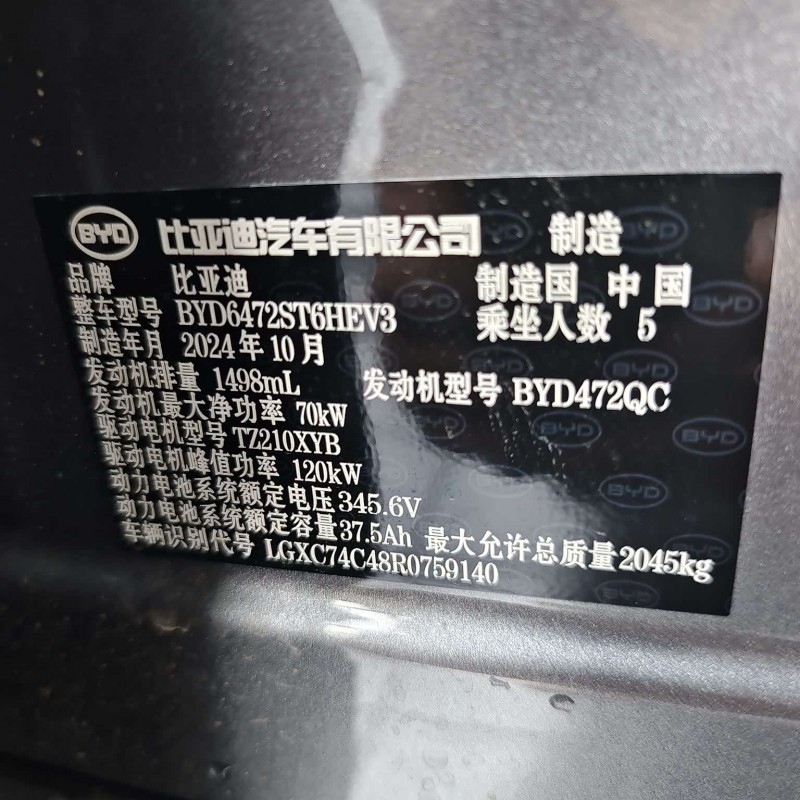 BYD 比亚迪汽车有限公司 制造
品牌 比亚迪 制造国 中国
整车型号 BYD6472ST6HEV3 乘坐人数 5
制造年月 2024年10月
发动机排量 1498mL 发动机型号 BYD472QC
发动机最大净功率 70kW
驱动电机型号 TZ210XYB
驱动电机峰值功率 120kW
动力电池系统额定电压 345.6V
动力电池系统额定容量 37.5Ah 最大允许总质量 2045kg
车辆识别代号 LGXC74C48R0759140